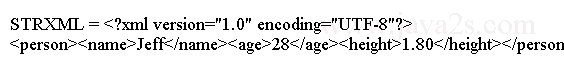 STRXML = <?xml version="1.0" encoding="UTF-8"?>
<person><name>Jeff</name><age>28</age><height>1.80</height></person